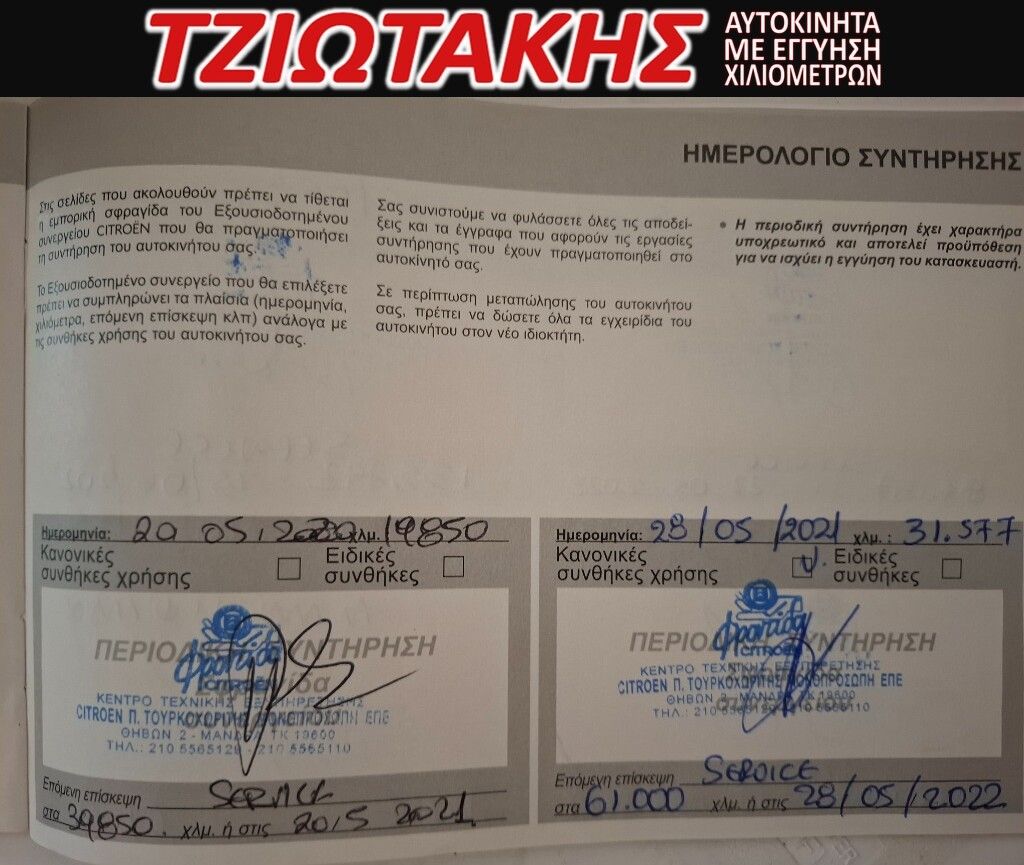 ΤΖΙΩΤΑΚΗΣ
ΑΥΤΟΚΙΝΗΤΑ
ΜΕ ΕΓΓΥΗΣΗ
ΧΙΛΙΟΜΕΤΡΩΝ
ΗΜΕΡΟΛΟΓΙΟ ΣΥΝΤΗΡΗΣΗΣ
Στις σελίδες που ακολουθούν πρέπει να τίθεται
η εμπορική σφραγίδα του Εξουσιοδοτημένου
συνεργείου CITROËN που θα πραγματοποιήσει
τη συντήρηση του αυτοκινήτου σας.
Το Εξουσιοδοτημένο συνεργείο που θα επιλέξετε
πρέπει να συμπληρώνει τα πλαίσια (ημερομηνία,
χιλιόμετρα, επόμενη επίσκεψη κλπ) ανάλογα με
τις συνθήκες χρήσης του αυτοκινήτου σας.
Σας συνιστούμε να φυλάσσετε όλες τις αποδεί-
ξεις και τα έγγραφα που αφορούν τις εργασίες
συντήρησης που έχουν πραγματοποιηθεί στο
αυτοκίνητό σας.
Σε περίπτωση μεταπώλησης του αυτοκινήτου
σας, πρέπει να δώσετε όλα τα εγχειρίδια του
αυτοκινήτου στον νέο ιδιοκτήτη.
• Η περιοδική συντήρηση έχει χαρακτήρα
υποχρεωτικό και αποτελεί προϋπόθεση
για να ισχύει η εγγύηση του κατασκευαστή.
Ημερομηνία: 20 05.2020 χλμ. 19850
Κανονικές
συνθήκες χρήσης
Ειδικές
συνθήκες
ΠΕΡΙΟΔΙΚΗ ΣΥΝΤΗΡΗΣΗ
Φροντίδα
CITROËN
ΚΕΝΤΡΟ ΤΕΧΝΙΚΗΣ ΕΞΥΠΗΡΕΤΗΣΗΣ
CITROËN Π. ΤΟΥΡΚΟΧΩΡΙΤΗΣ ΜΟΝΟΠΡΟΣΩΠΗ ΕΠΕ
ΘΗΒΩΝ 2 - ΜΑΝΔΡΑ ΤΚ 19600
ΤΗΛ.: 210 5565120 - 210 5565110
Επόμενη επίσκεψη SERVICE
στα 39850. χλμ. ή στις 20.5 2021.
Ημερομηνία: 28/05/2021 χλμ.: 31.577
Κανονικές
συνθήκες χρήσης
Ειδικές
συνθήκες
ΠΕΡΙΟΔΙΚΗ ΣΥΝΤΗΡΗΣΗ
Φροντίδα
CITROËN
ΚΕΝΤΡΟ ΤΕΧΝΙΚΗΣ ΕΞΥΠΗΡΕΤΗΣΗΣ
CITROËN Π. ΤΟΥΡΚΟΧΩΡΙΤΗΣ ΜΟΝΟΠΡΟΣΩΠΗ ΕΠΕ
ΘΗΒΩΝ 2 - ΜΑΝΔΡΑ ΤΚ 19600
Επόμενη επίσκεψη SERVICE
στα 61.000 χλμ. ή στις 28/05/2022